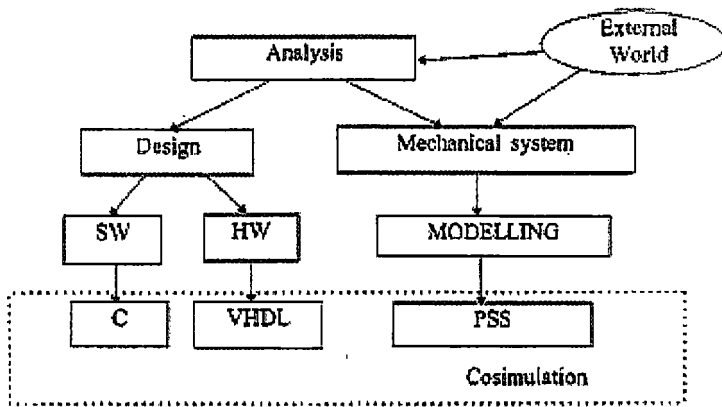 External
World
Analysis
Design
Mechanical system
SW
HW
MODELLING
C
VHDL
PSS
Cosimulation